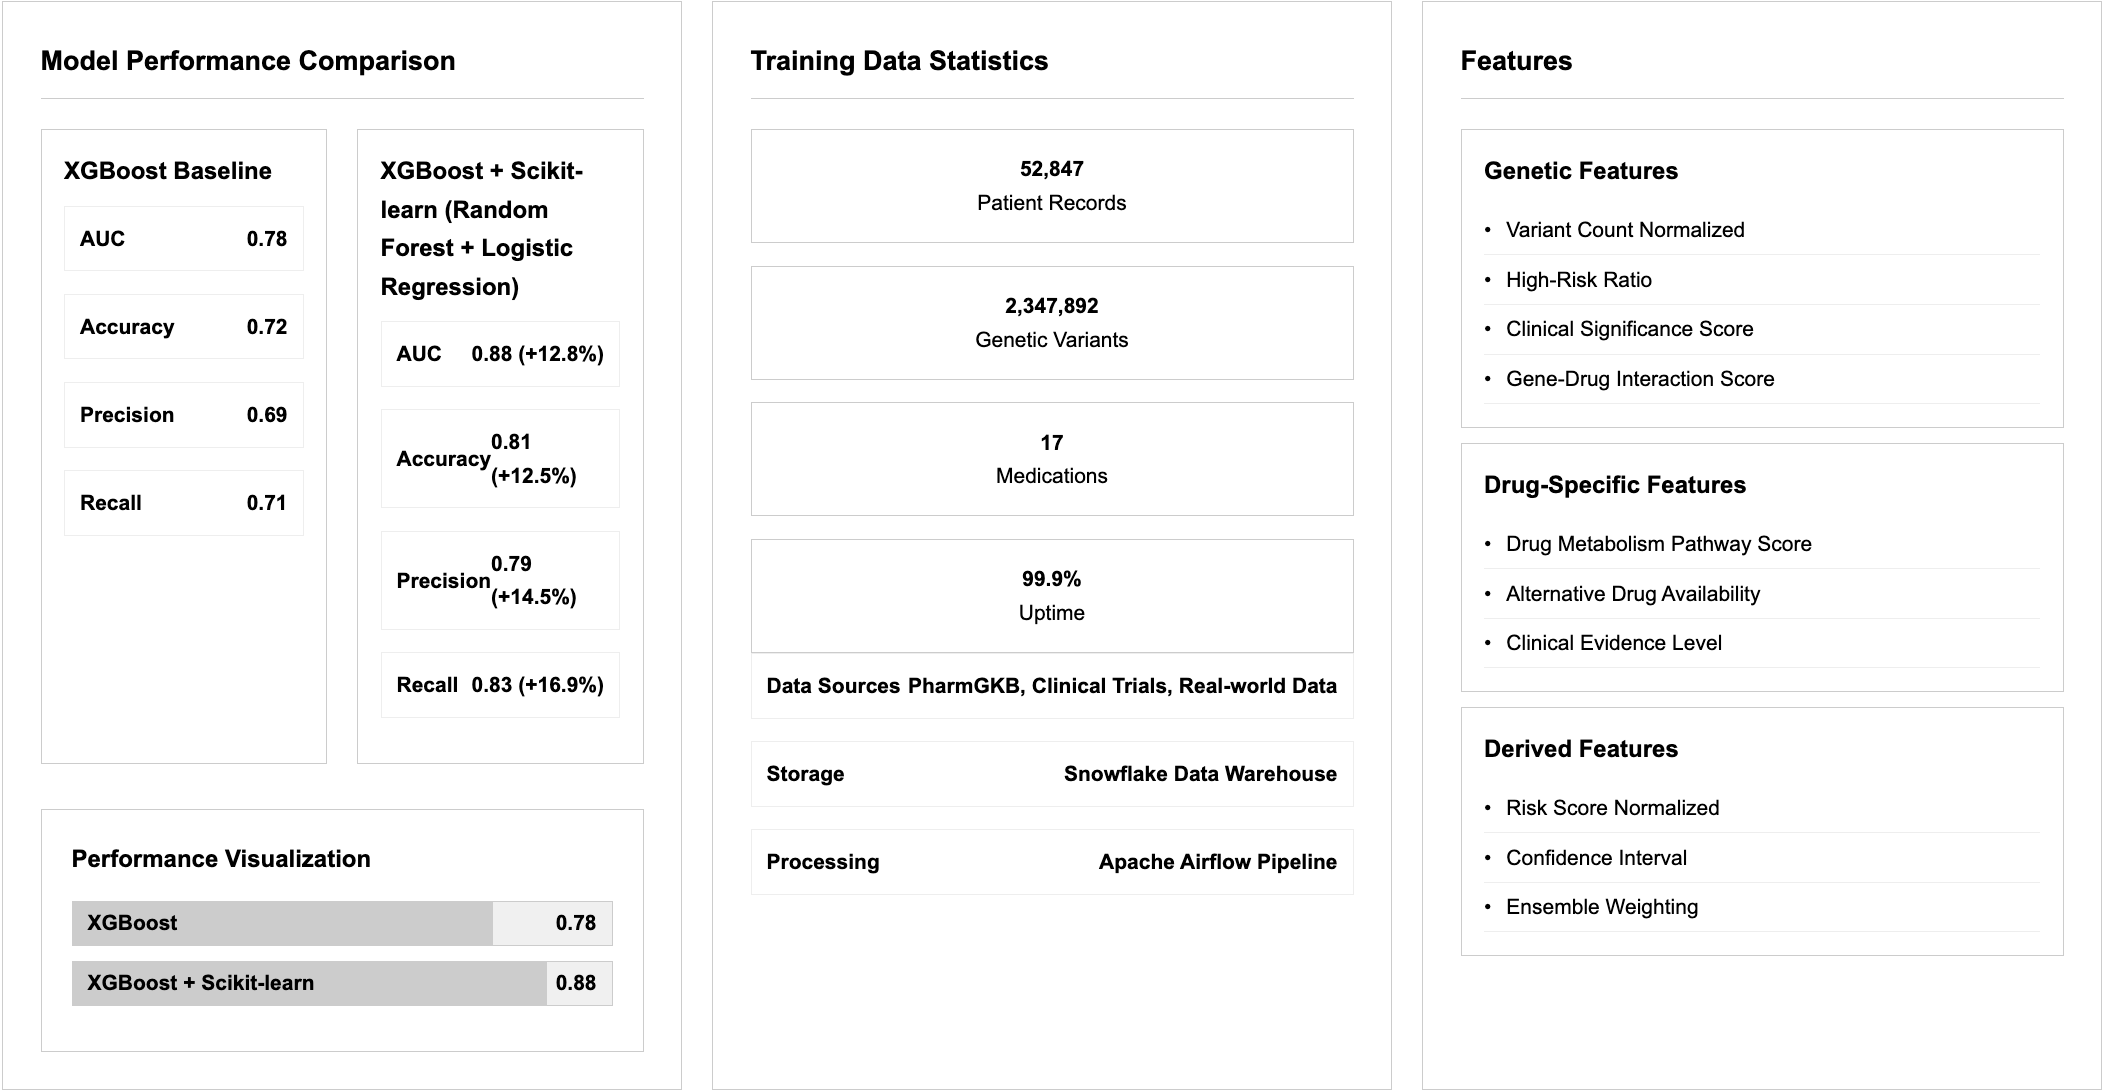 Model Performance Comparison
XGBoost Baseline
AUC 0.78
Accuracy 0.72
Precision 0.69
Recall 0.71
XGBoost + Scikit-
learn (Random
Forest + Logistic
Regression)
AUC 0.88 (+12.8%)
Accuracy 0.81
(+12.5%)
Precision 0.79
(+14.5%)
Recall 0.83 (+16.9%)
Performance Visualization
XGBoost 0.78
XGBoost + Scikit-learn 0.88
Training Data Statistics
52,847
Patient Records
2,347,892
Genetic Variants
17
Medications
99.9%
Uptime
Data Sources PharmGKB, Clinical Trials, Real-world Data
Storage Snowflake Data Warehouse
Processing Apache Airflow Pipeline
Features
Genetic Features
• Variant Count Normalized
• High-Risk Ratio
• Clinical Significance Score
• Gene-Drug Interaction Score
Drug-Specific Features
• Drug Metabolism Pathway Score
• Alternative Drug Availability
• Clinical Evidence Level
Derived Features
• Risk Score Normalized
• Confidence Interval
• Ensemble Weighting